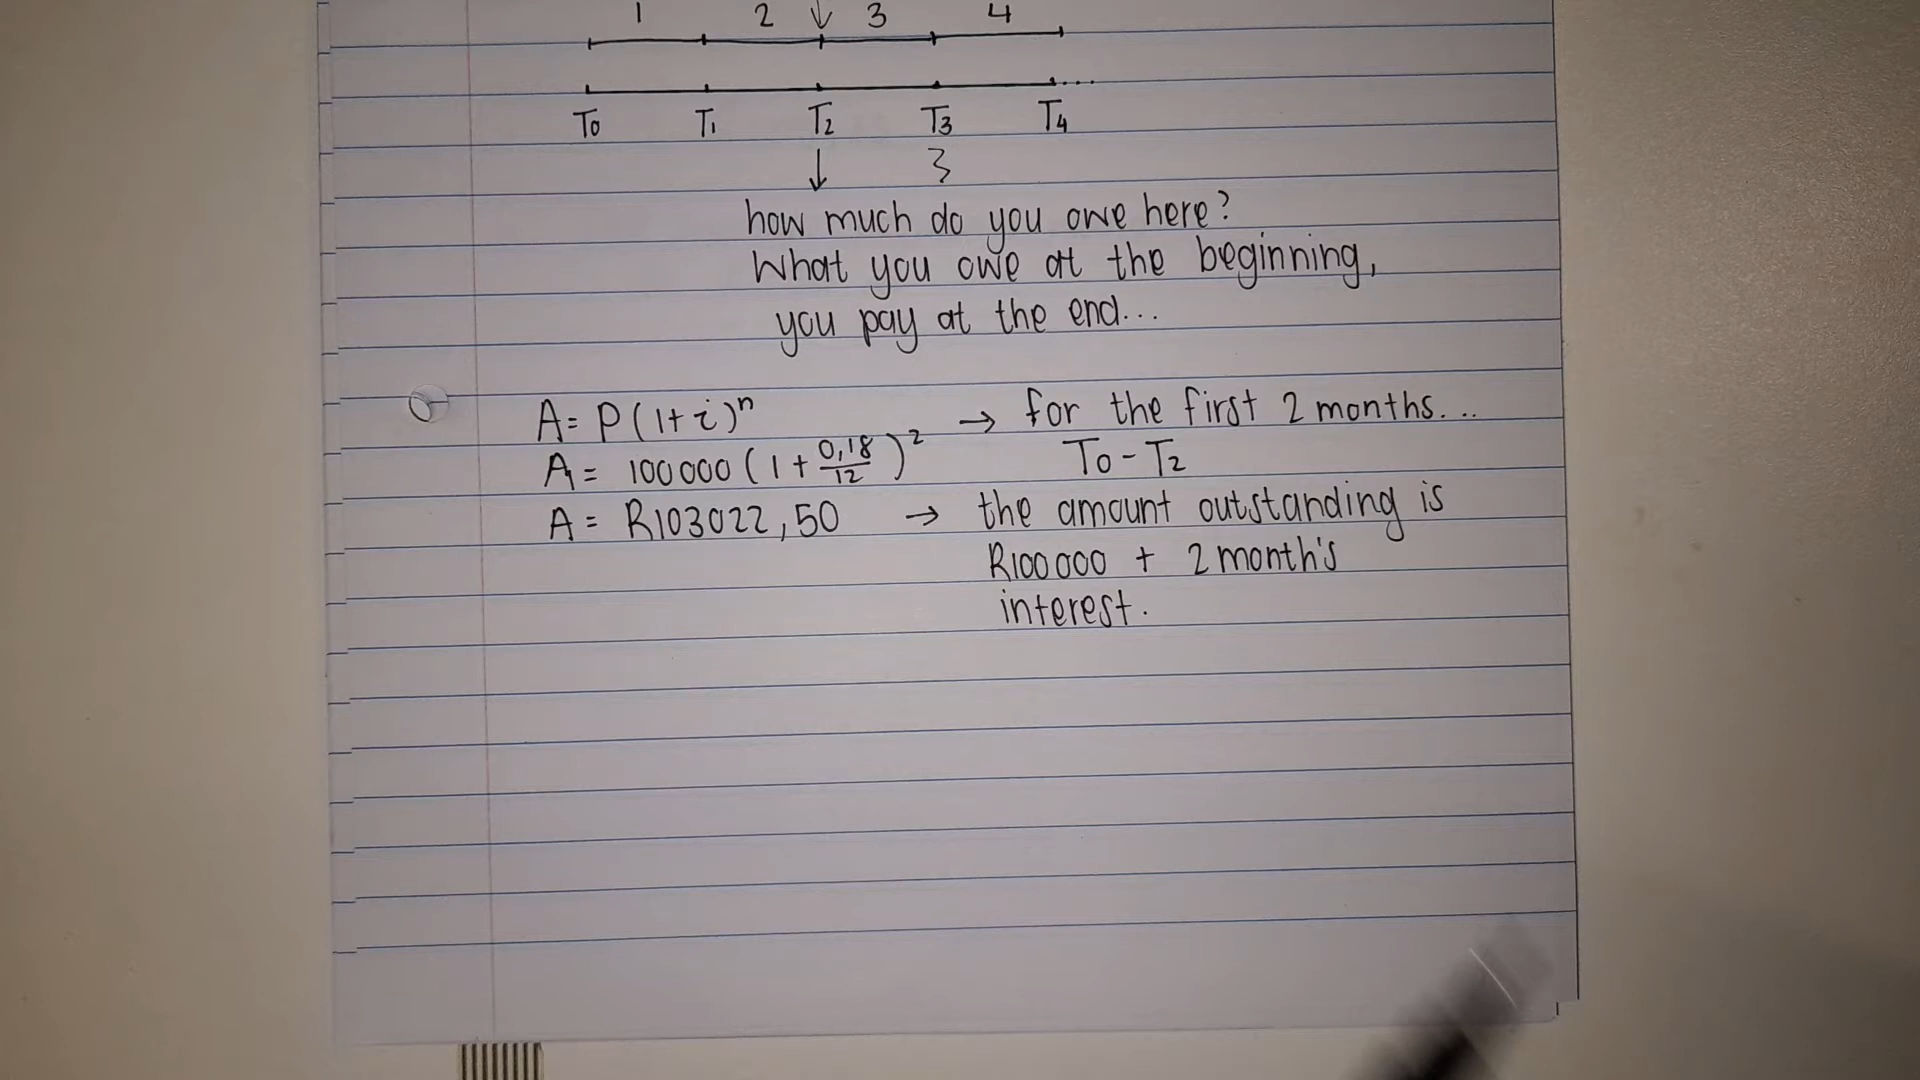 1 2 ↓ 3 4
T0 T1 T2 T3 T4 ...
↓ 3
how much do you owe here?
What you owe at the beginning,
you pay at the end...
A = P(1+i)^n → for the first 2 months...
A = 100 000 (1 + 0,18/12)^2 T0 - T2
A = R103022,50 → the amount outstanding is
R100 000 + 2 month's
interest.